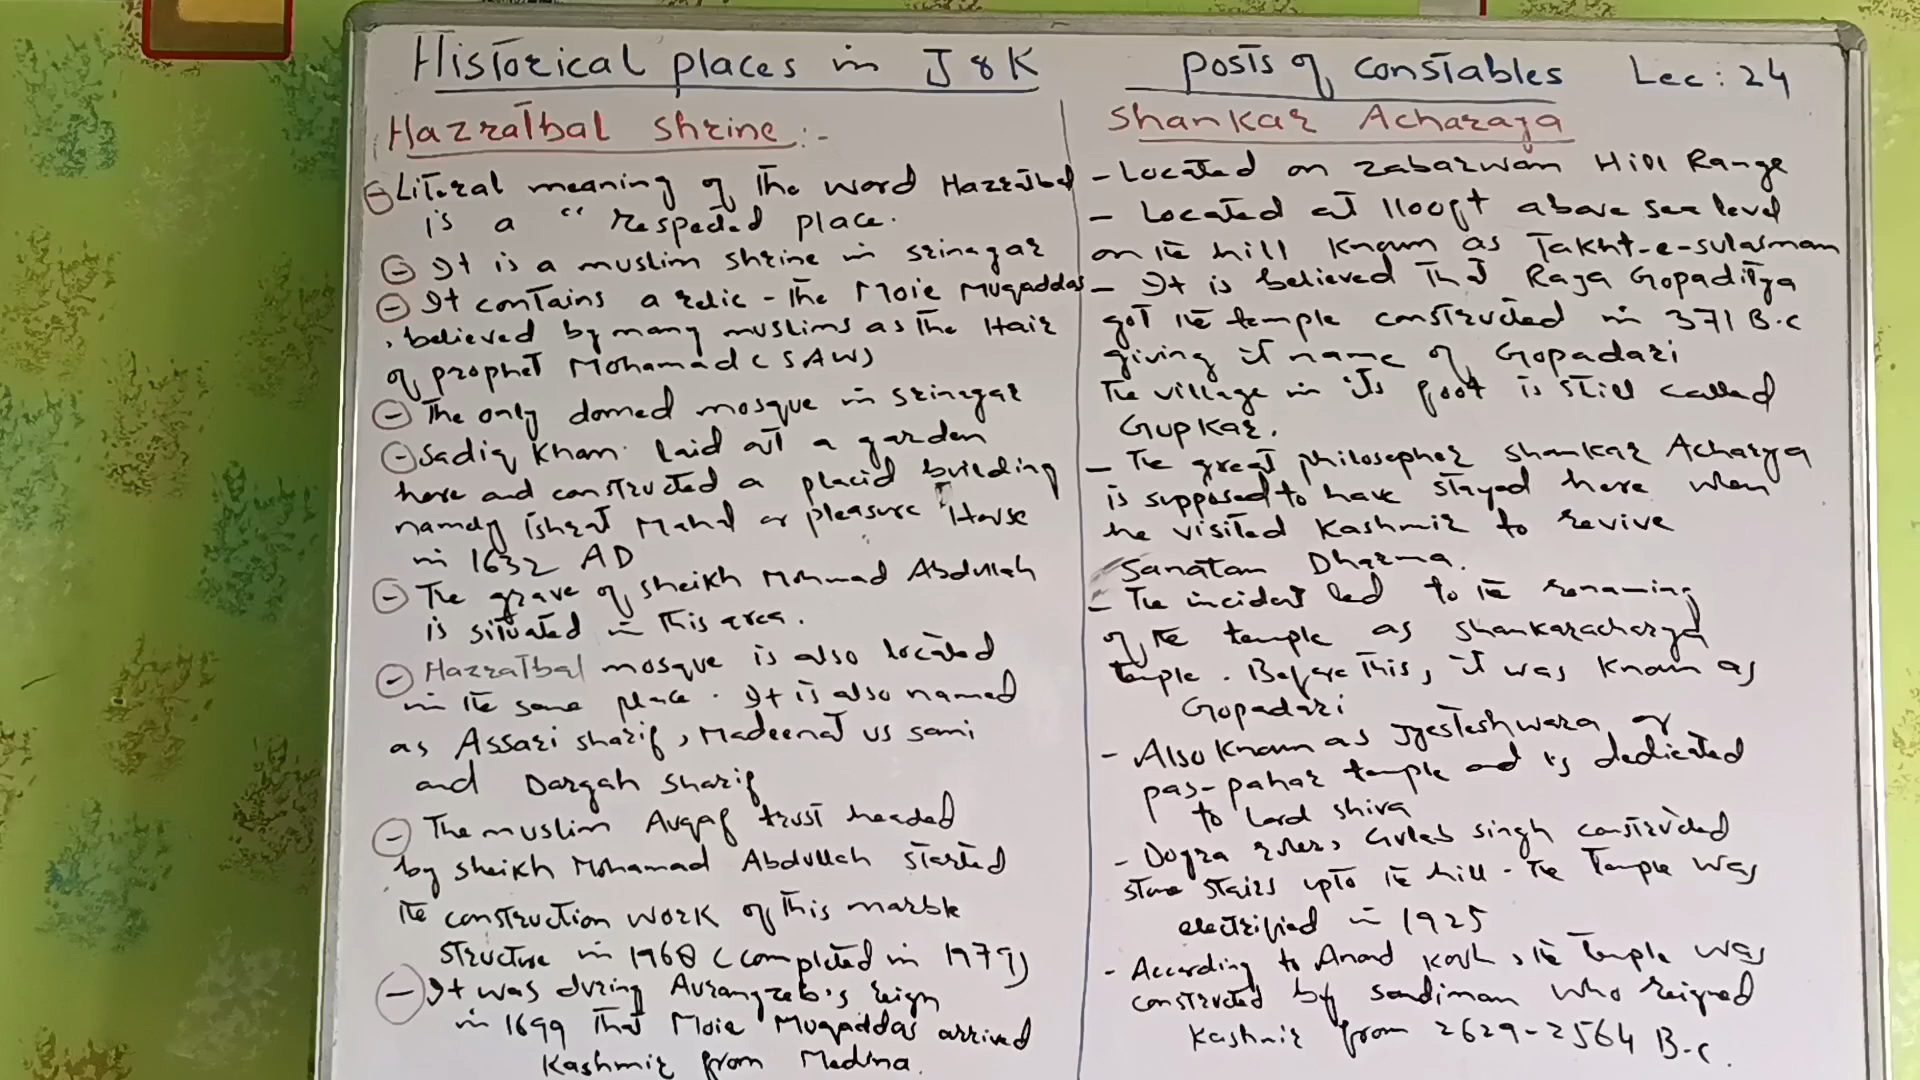 Historical places in J & K
posts of constables Lec: 24
Hazratbal shrine :-
Literal meaning of the word Hazratbal
is a “ respected place.
It is a muslim shrine in srinagar
It contains a relic - the Moie Muqaddas
, believed by many muslims as the Hair
of prophet Mohamad (SAW)
The only domed mosque in srinagar
Sadiq Khan laid out a garden
here and constructed a placid building
namely Ishrat Mahal or pleasure House
in 1632 AD
The grave of sheikh Mohmad Abdullah
is situated in this area.
Hazratbal mosque is also located
in the same place. It is also named
as Assari sharif, Madeenat us sani
and Dargah sharif
The muslim Auqaf trust headed
by sheikh Mohamad Abdullah started
the construction work of this marble
structure in 1968 (completed in 1979)
It was during Aurangzeb's reign
in 1699 that Moie Muqaddas arrived
Kashmir from Madina.
Shankar Acharaya
- Located on zabarwan Hill Range
- Located at 1100ft above sea level
on the hill known as Takht-e-sulaiman
- It is believed that Raja Gopaditya
got the temple constructed in 371 B.C
giving it name of Gopadari
The village in its foot is still called
Gupkar.
- The great philosopher Shankar Acharya
is supposed to have stayed here when
he visited Kashmir to revive
Sanatan Dharma.
- The incident led to the renaming
of the temple as shankaracharya
temple. Before this, it was known as
Gopadari
- Also known as Jyesteshwara or
pas-pahar temple and is dedicated
to Lord shiva
- Dogra ruler, Gulab singh constructed
stone stairs upto the hill - The Temple was
electrified in 1925
- According to Anand Kouh, the temple was
constructed by sandiman who reigned
Kashmir from 2629-2564 B.C.